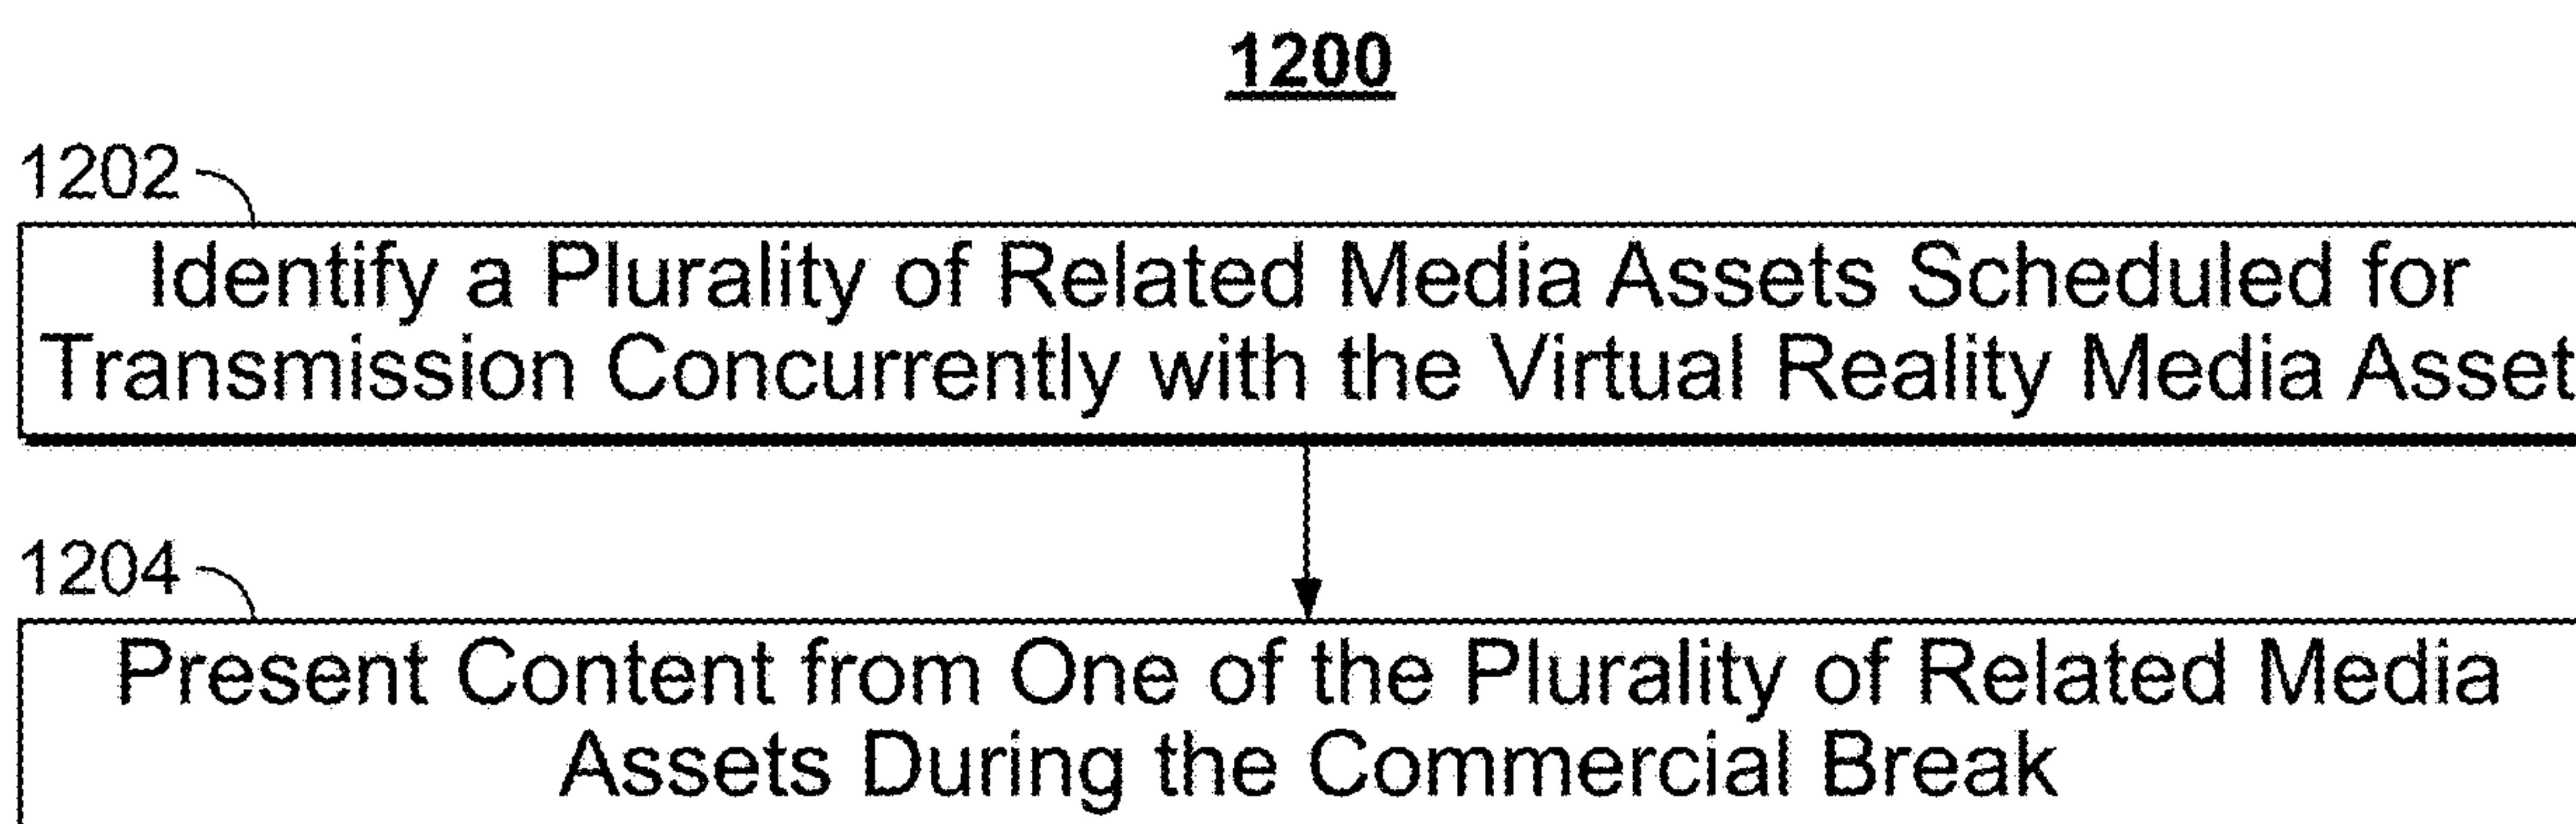 1200
1202
Identify a Plurality of Related Media Assets Scheduled for
Transmission Concurrently with the Virtual Reality Media Asset
1204
Present Content from One of the Plurality of Related Media
Assets During the Commercial Break